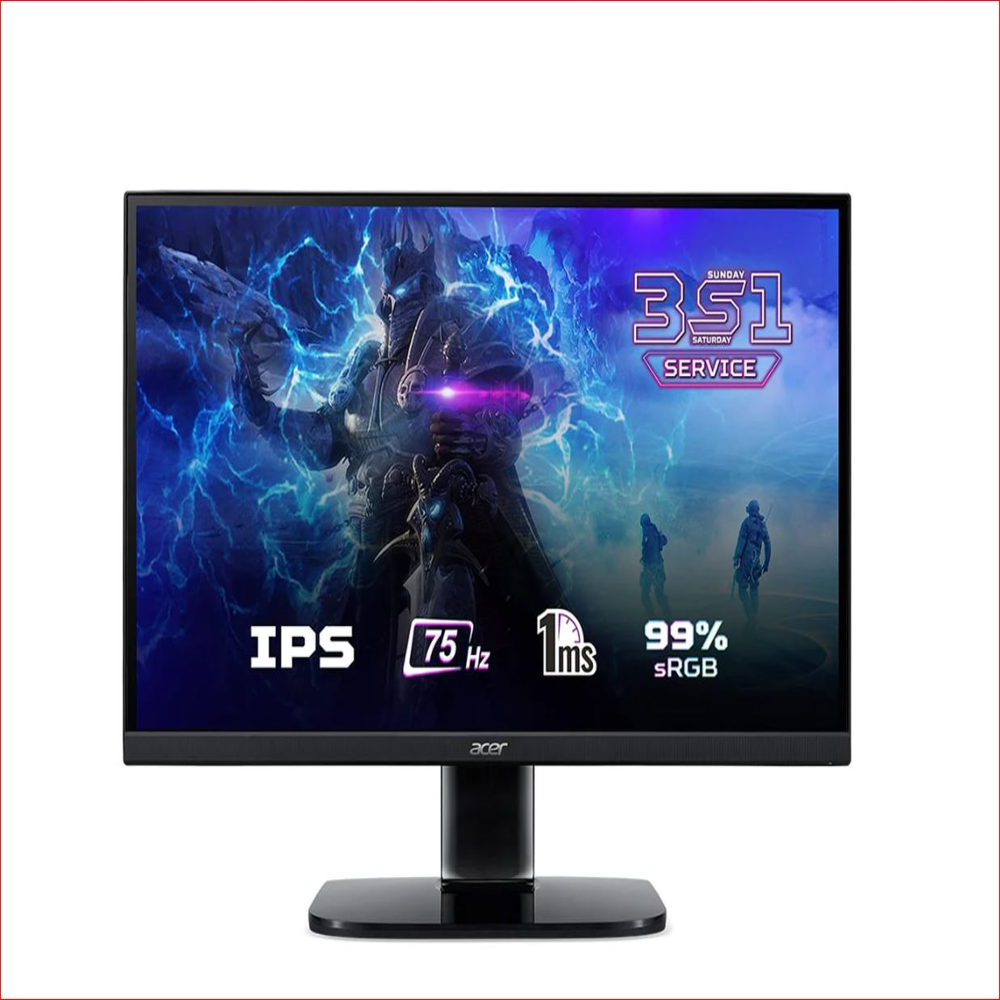 SUNDAY
3S1
SATURDAY
SERVICE
IPS
75 Hz
1ms
99%
sRGB
acer